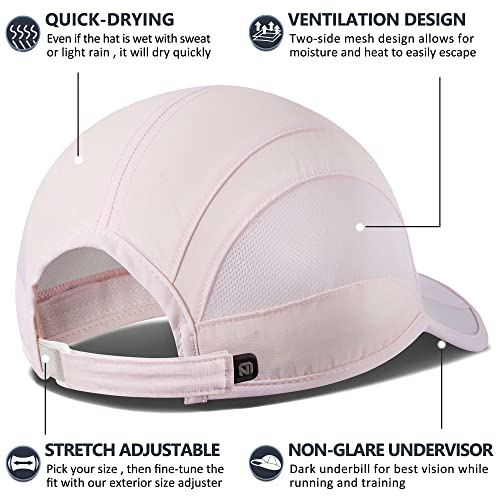 QUICK-DRYING
Even if the hat is wet with sweat
or light rain , it will dry quickly
VENTILATION DESIGN
Two-side mesh design allows for
moisture and heat to easily escape
STRETCH ADJUSTABLE
Pick your size , then fine-tune the
fit with our exterior size adjuster
NON-GLARE UNDERVISOR
Dark underbill for best vision while
running and training